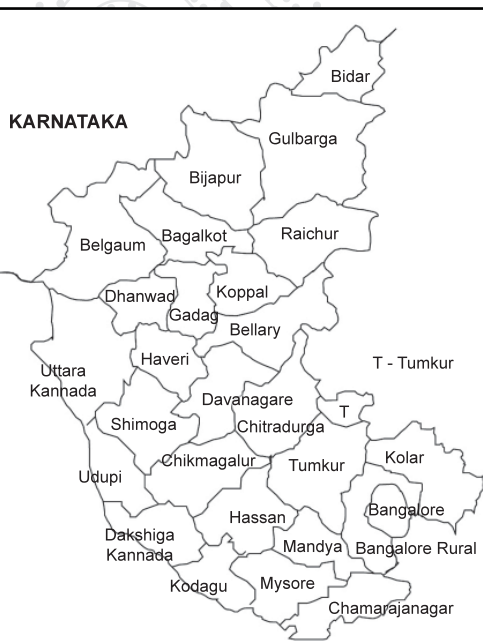 Bidar
KARNATAKA
Gulbarga
Bijapur
Bagalkot
Raichur
Belgaum
Dhanwad
Koppal
Gadag
Bellary
Haveri
T - Tumkur
Uttara
Kannada
Davanagare
T
Shimoga
Chitradurga
Chikmagalur
Tumkur
Kolar
Udupi
Bangalore
Hassan
Dakshiga
Kannada
Mandya
Bangalore Rural
Kodagu
Mysore
Chamarajanagar